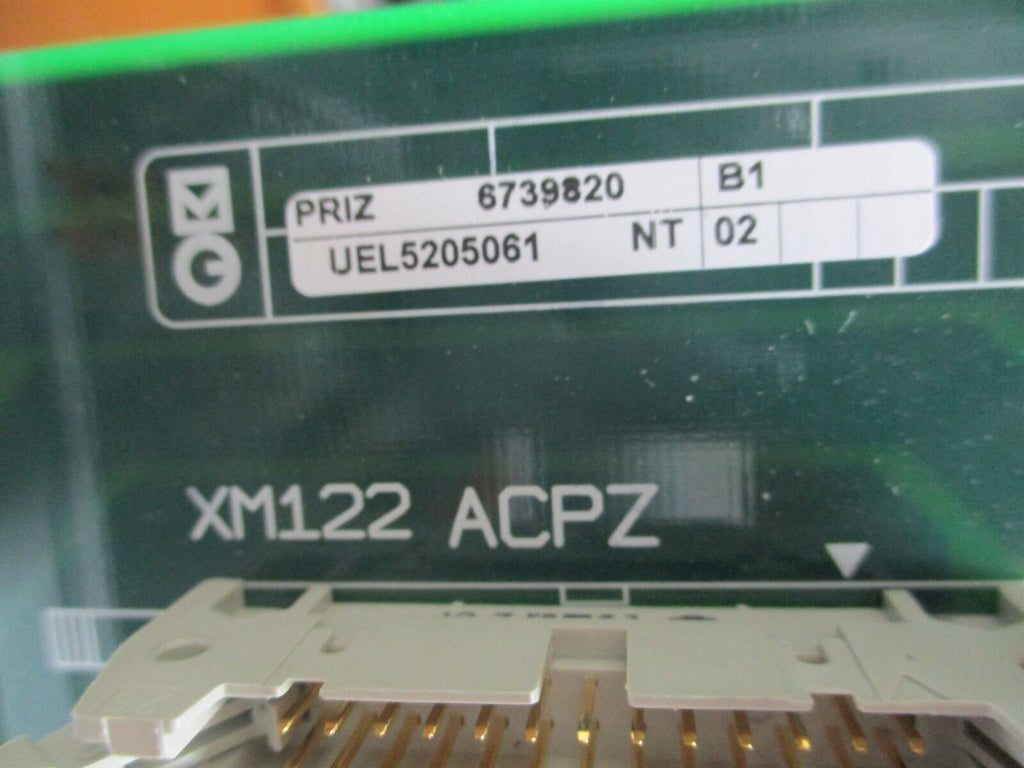 PRIZ 6739820 B1
UEL5205061 NT 02
XM122 ACPZ